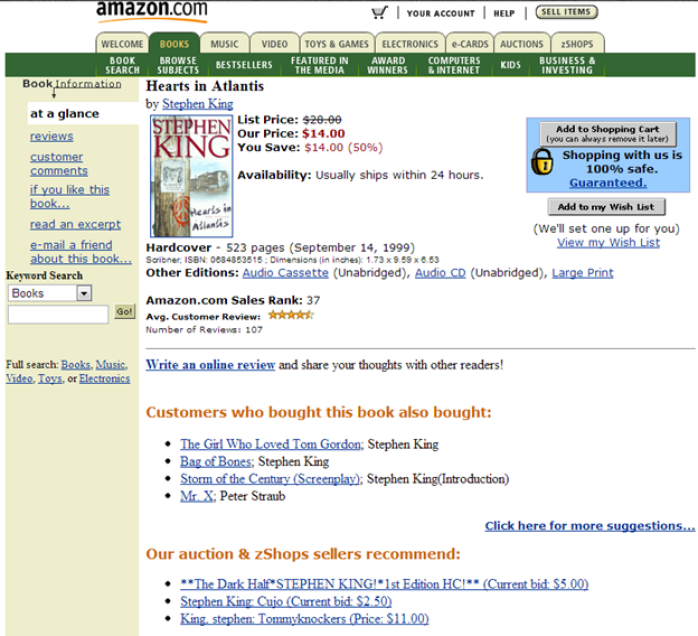 amazon.com
YOUR ACCOUNT | HELP | SELL ITEMS
WELCOME BOOKS MUSIC VIDEO TOYS & GAMES ELECTRONICS e-CARDS AUCTIONS zSHOPS
BOOK SEARCH BROWSE SUBJECTS BESTSELLERS FEATURED IN THE MEDIA AWARD WINNERS COMPUTERS & INTERNET KIDS BUSINESS & INVESTING
Book Information
at a glance
reviews
customer
comments
if you like this
book...
read an excerpt
e-mail a friend
about this book...
Keyword Search
Books
Go!
Full search: Books, Music,
Video, Toys, or Electronics
Hearts in Atlantis
by Stephen King
STEPHEN
KING
Hearts in
Atlantis
List Price: $28.00
Our Price: $14.00
You Save: $14.00 (50%)
Availability: Usually ships within 24 hours.
Add to Shopping Cart
(you can always remove it later)
Shopping with us is
100% safe.
Guaranteed.
Add to my Wish List
(We'll set one up for you)
View my Wish List
Hardcover - 523 pages (September 14, 1999)
Scribner; ISBN: 0684853515 ; Dimensions (in inches): 1.73 x 9.59 x 6.53
Other Editions: Audio Cassette (Unabridged), Audio CD (Unabridged), Large Print
Amazon.com Sales Rank: 37
Avg. Customer Review:
Number of Reviews: 107
Write an online review and share your thoughts with other readers!
Customers who bought this book also bought:
• The Girl Who Loved Tom Gordon; Stephen King
• Bag of Bones; Stephen King
• Storm of the Century (Screenplay); Stephen King(Introduction)
• Mr. X; Peter Straub
Click here for more suggestions...
Our auction & zShops sellers recommend:
• **The Dark Half*STEPHEN KING!*1st Edition HC!** (Current bid: $5.00)
• Stephen King: Cujo (Current bid: $2.50)
• King, stephen: Tommyknockers (Price: $11.00)